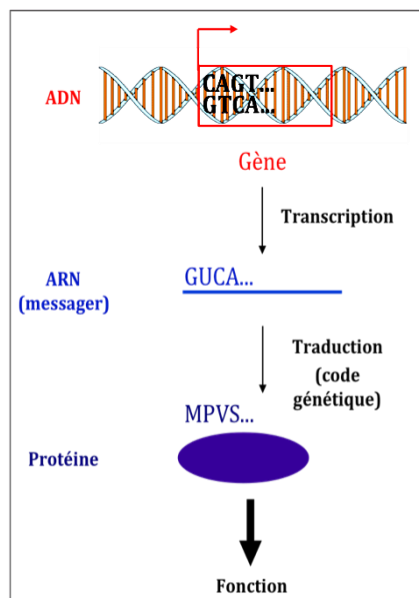 CAGT...
ADN
GTCA...
Gène
Transcription
ARN
(messager)
GUCA...
Traduction
(code
génétique)
MPVS...
Protéine
Fonction